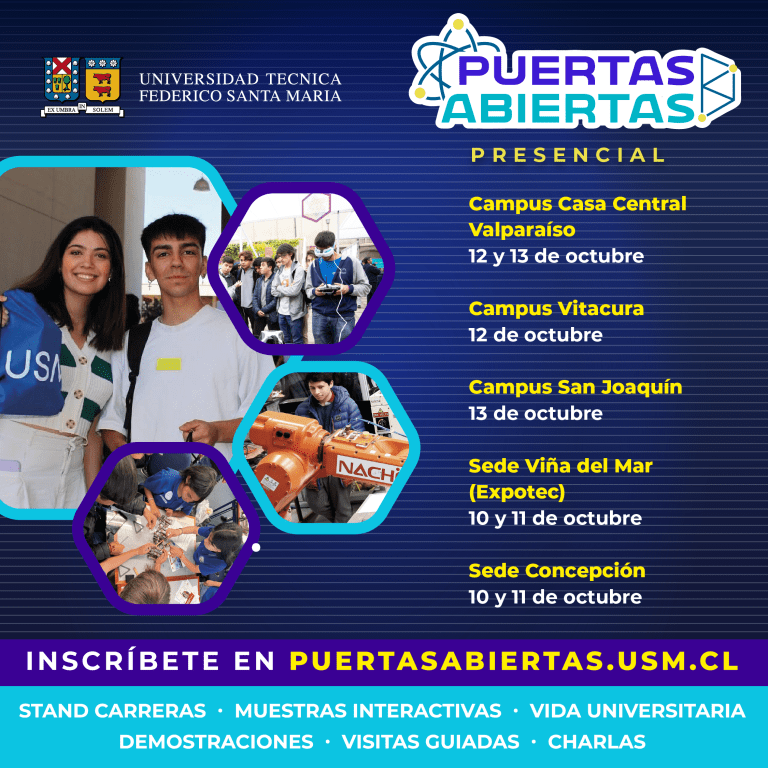 UNIVERSIDAD TECNICA
FEDERICO SANTA MARIA
EX UMBRA IN SOLEM
PUERTAS
ABIERTAS
PRESENCIAL
Campus Casa Central
Valparaíso
12 y 13 de octubre
Campus Vitacura
12 de octubre
Campus San Joaquín
13 de octubre
Sede Viña del Mar
(Expotec)
10 y 11 de octubre
Sede Concepción
10 y 11 de octubre
USM
NACHi
INSCRÍBETE EN PUERTASABIERTAS.USM.CL
STAND CARRERAS · MUESTRAS INTERACTIVAS · VIDA UNIVERSITARIA
DEMOSTRACIONES · VISITAS GUIADAS · CHARLAS